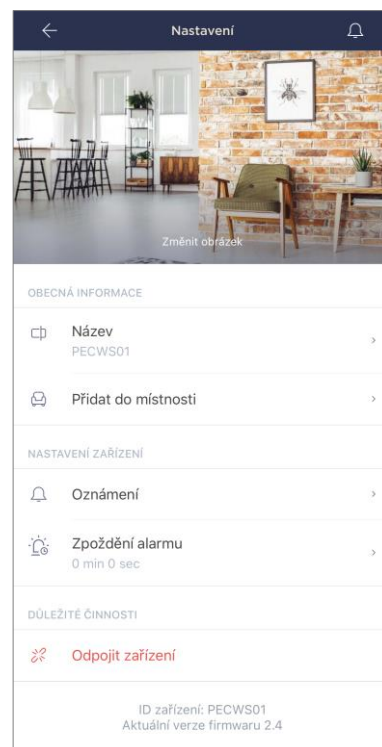 Nastavení
Změnit obrázek
OBECNÁ INFORMACE
Název
PECWS01
Přidat do místnosti
NASTAVENÍ ZAŘÍZENÍ
Oznámení
Zpoždění alarmu
0 min 0 sec
DŮLEŽITÉ ČINNOSTI
Odpojit zařízení
ID zařízení: PECWS01
Aktuální verze firmwaru 2.4